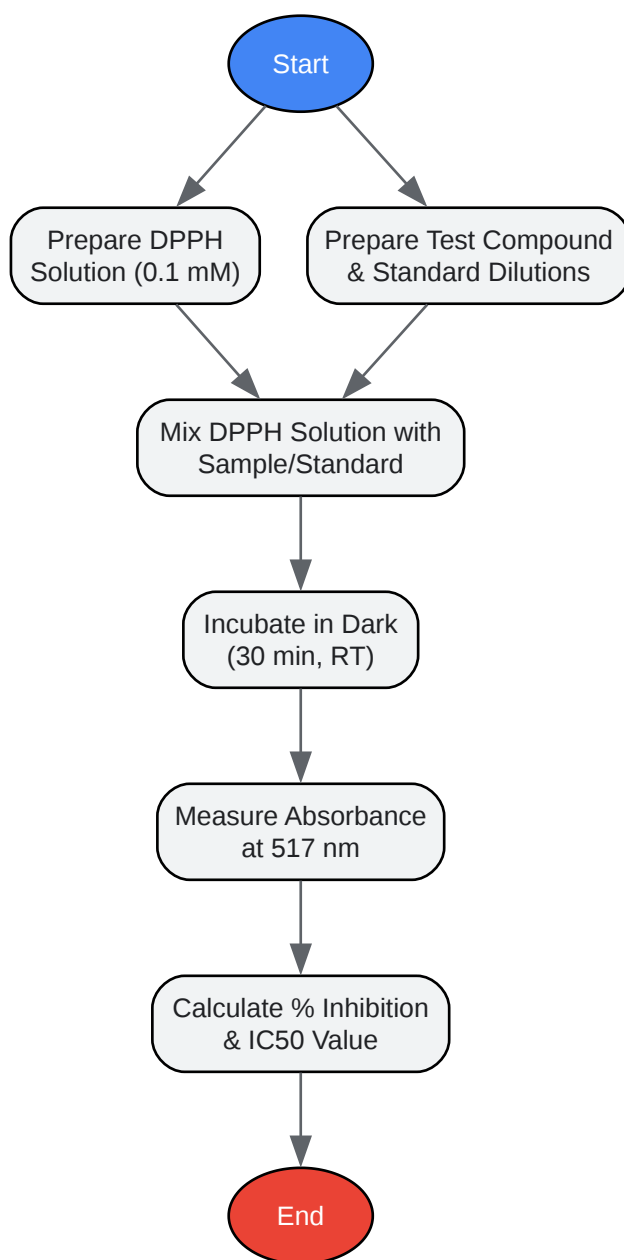 Start
Prepare DPPH
Solution (0.1 mM)
Prepare Test Compound
& Standard Dilutions
Mix DPPH Solution with
Sample/Standard
Incubate in Dark
(30 min, RT)
Measure Absorbance
at 517 nm
Calculate % Inhibition
& IC50 Value
End